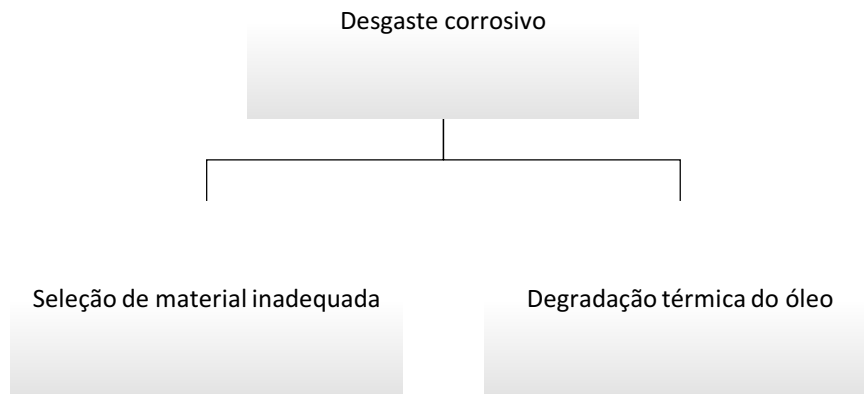 Desgaste corrosivo
Seleção de material inadequada
Degradação térmica do óleo